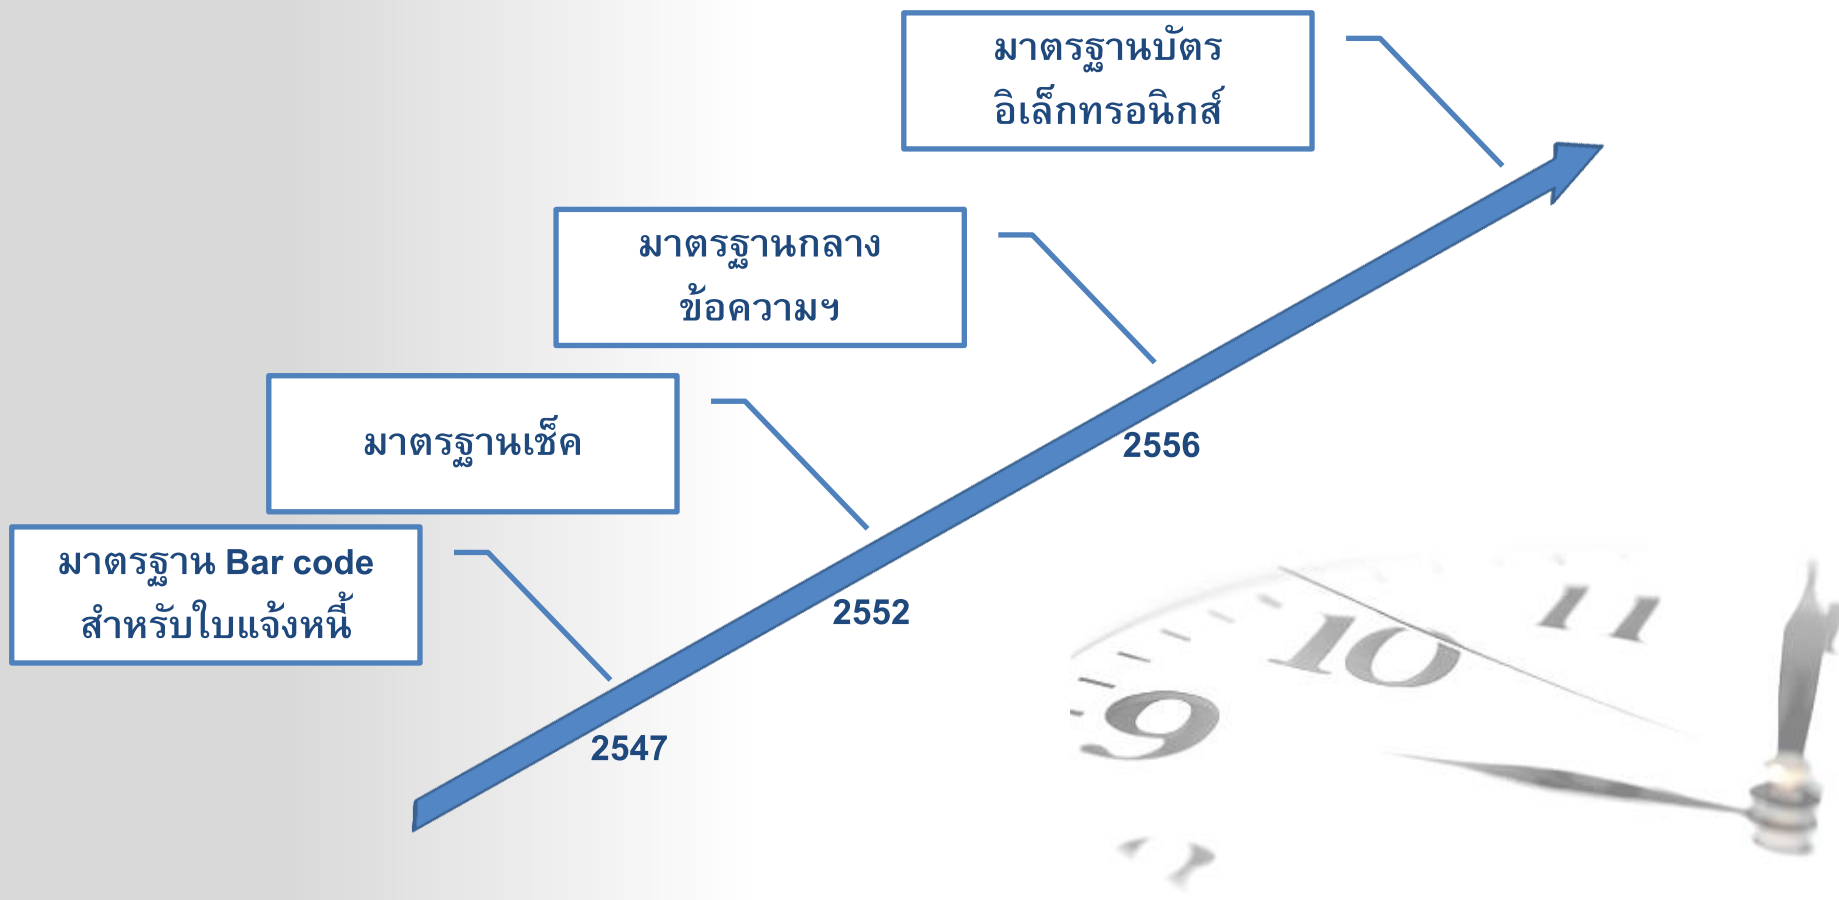 มาตรฐานบัตร
อิเล็กทรอนิกส์
มาตรฐานกลาง
ข้อความฯ
2556
มาตรฐานเช็ค
2552
มาตรฐาน Bar code
สำหรับใบแจ้งหนี้
2547
11
10
9